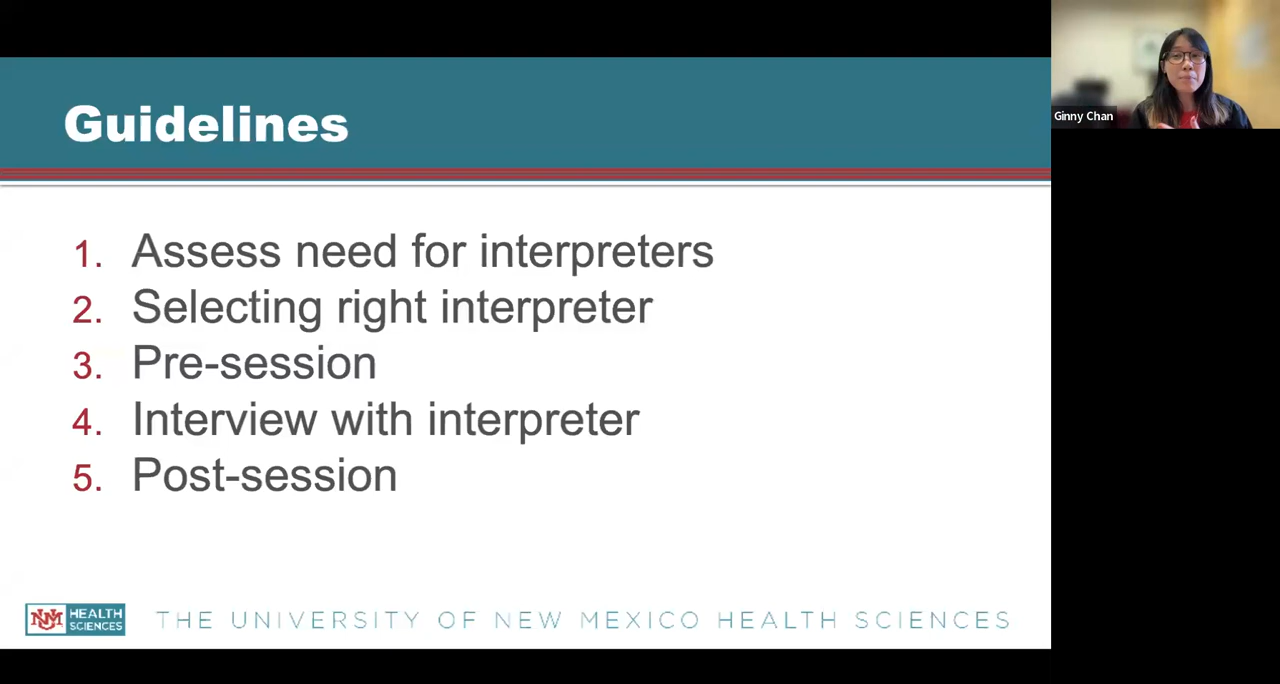 Guidelines
1. Assess need for interpreters
2. Selecting right interpreter
3. Pre-session
4. Interview with interpreter
5. Post-session
UNM HEALTH SCIENCES
THE UNIVERSITY OF NEW MEXICO HEALTH SCIENCES
Ginny Chan